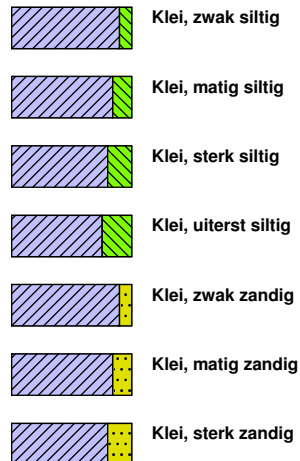 Klei, zwak siltig
Klei, matig siltig
Klei, sterk siltig
Klei, uiterst siltig
Klei, zwak zandig
Klei, matig zandig
Klei, sterk zandig